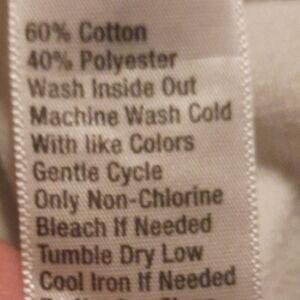 60% Cotton
40% Polyester
Wash Inside Out
Machine Wash Cold
With like Colors
Gentle Cycle
Only Non-Chlorine
Bleach If Needed
Tumble Dry Low
Cool Iron If Needed